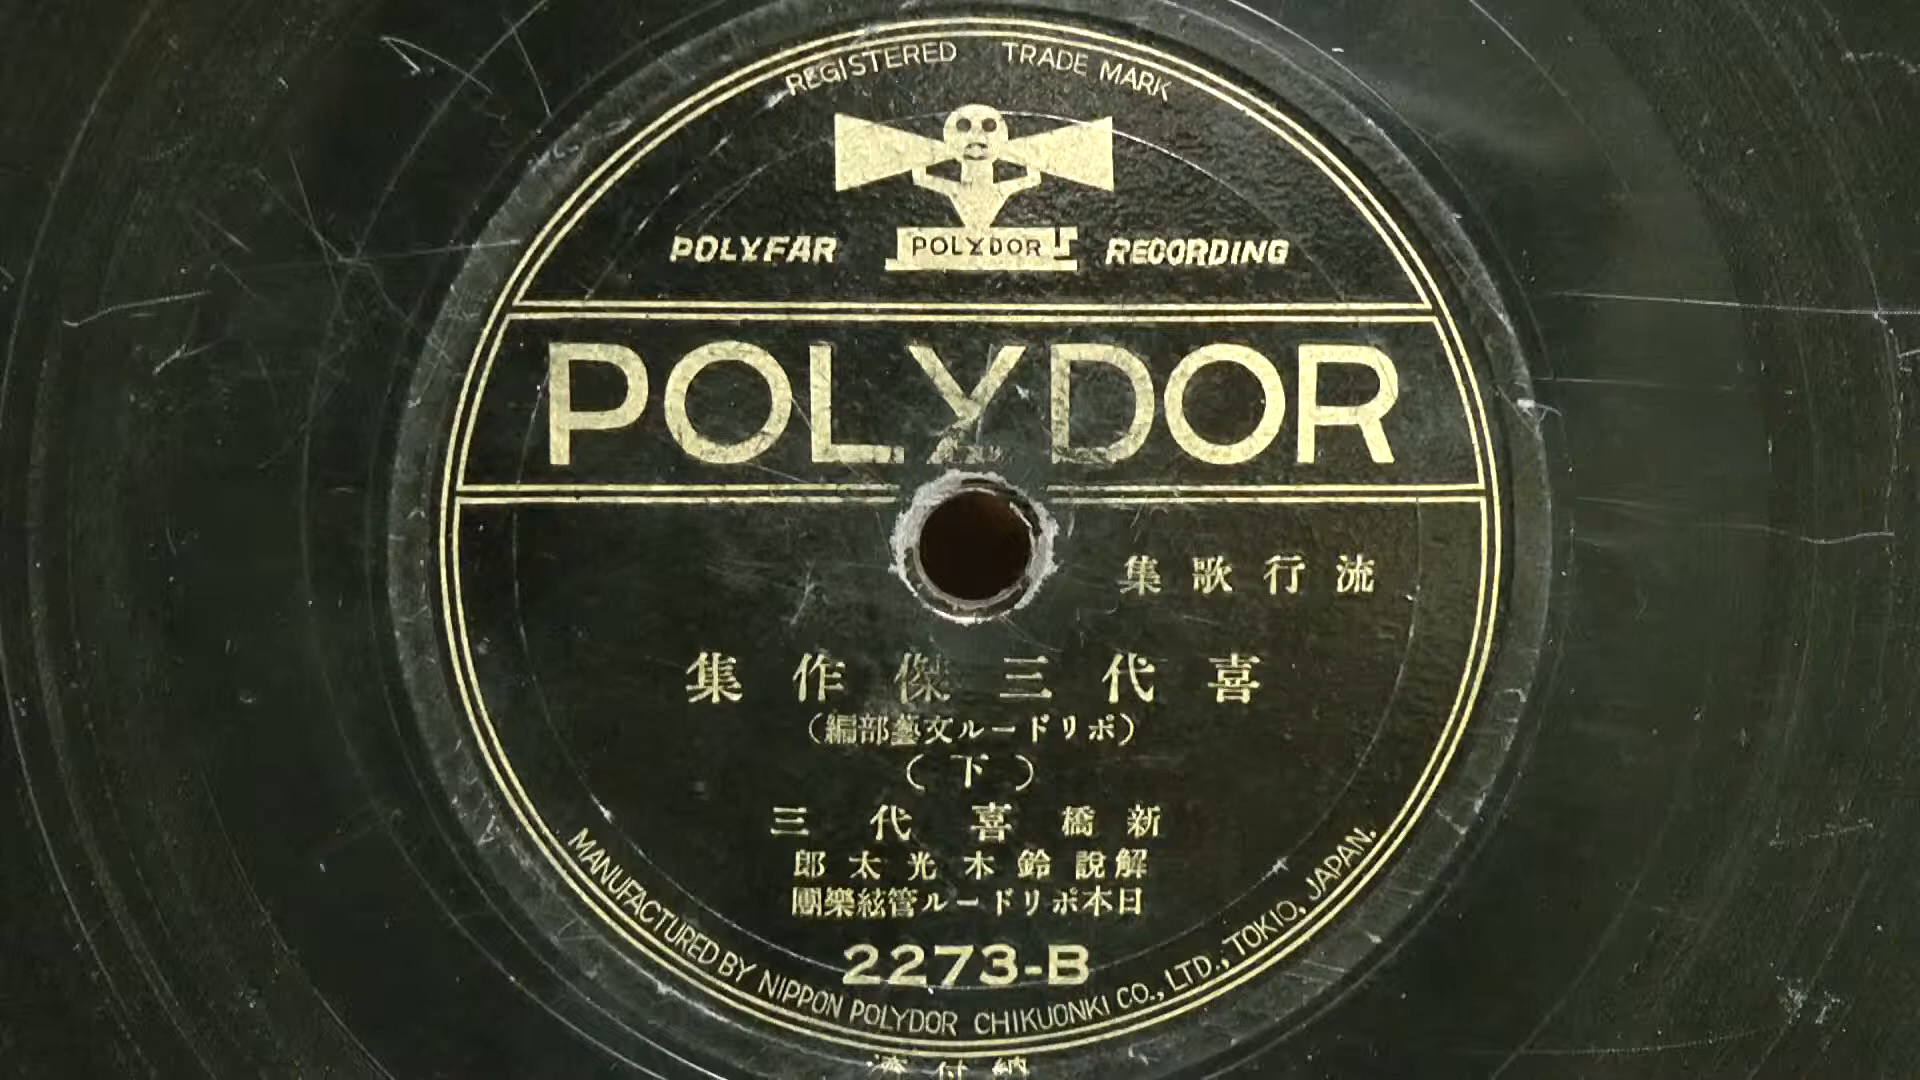 REGISTERED TRADE MARK
POLYFAR POLYDOR RECORDING
POLYDOR
流行歌集
喜代三傑作集
(ポリドール文藝部編)
(下)
新橋喜代三
解說鈴木光太郎
日本ポリドール管絃樂團
2273-B
MANUFACTURED BY NIPPON POLYDOR CHIKUONKI CO., LTD., TOKIO, JAPAN.